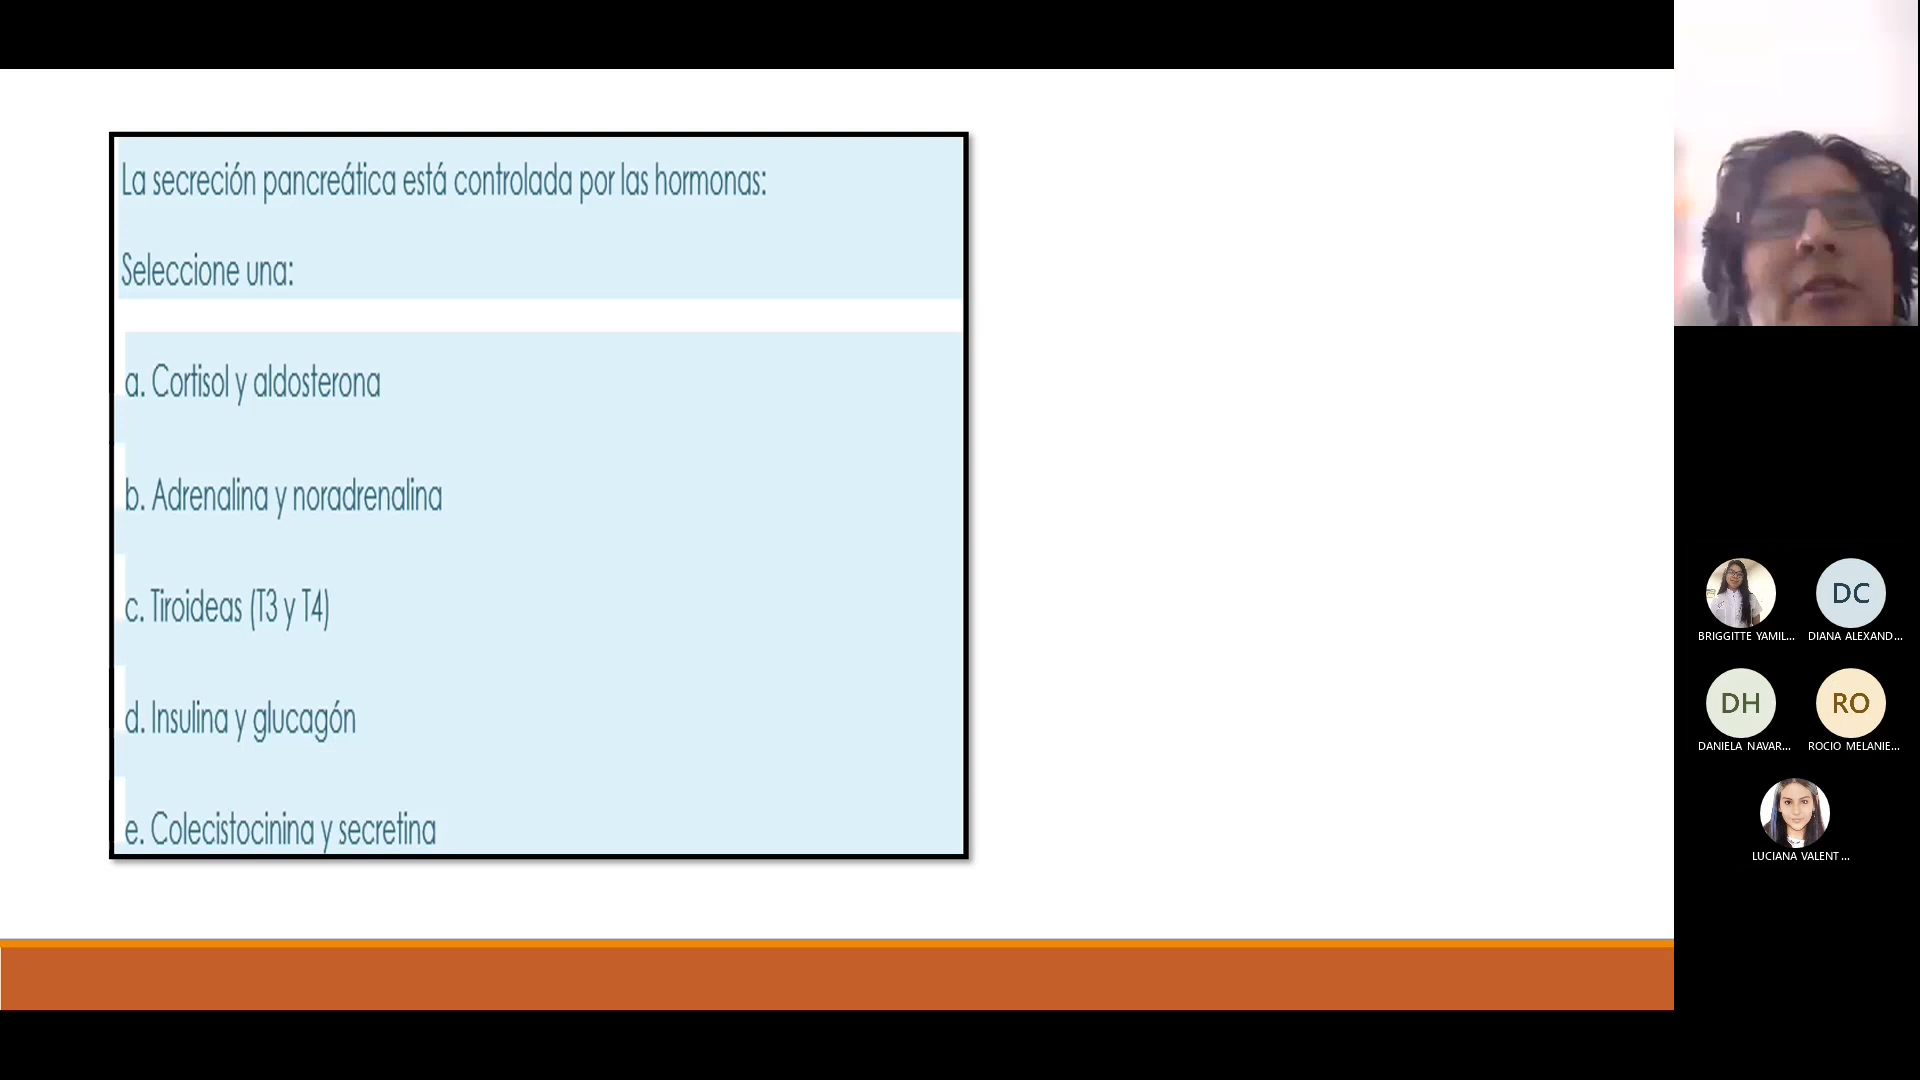 La secreción pancreática está controlada por las hormonas:
Seleccione una:
a. Cortisol y aldosterona
b. Adrenalina y noradrenalina
c. Tiroideas (T3 y T4)
d. Insulina y glucagón
e. Colecistocinina y secretina
DC
BRIGGITTE YAMIL...
DIANA ALEXAND...
DH
RO
DANIELA NAVAR...
ROCIO MELANIE...
LUCIANA VALENT...